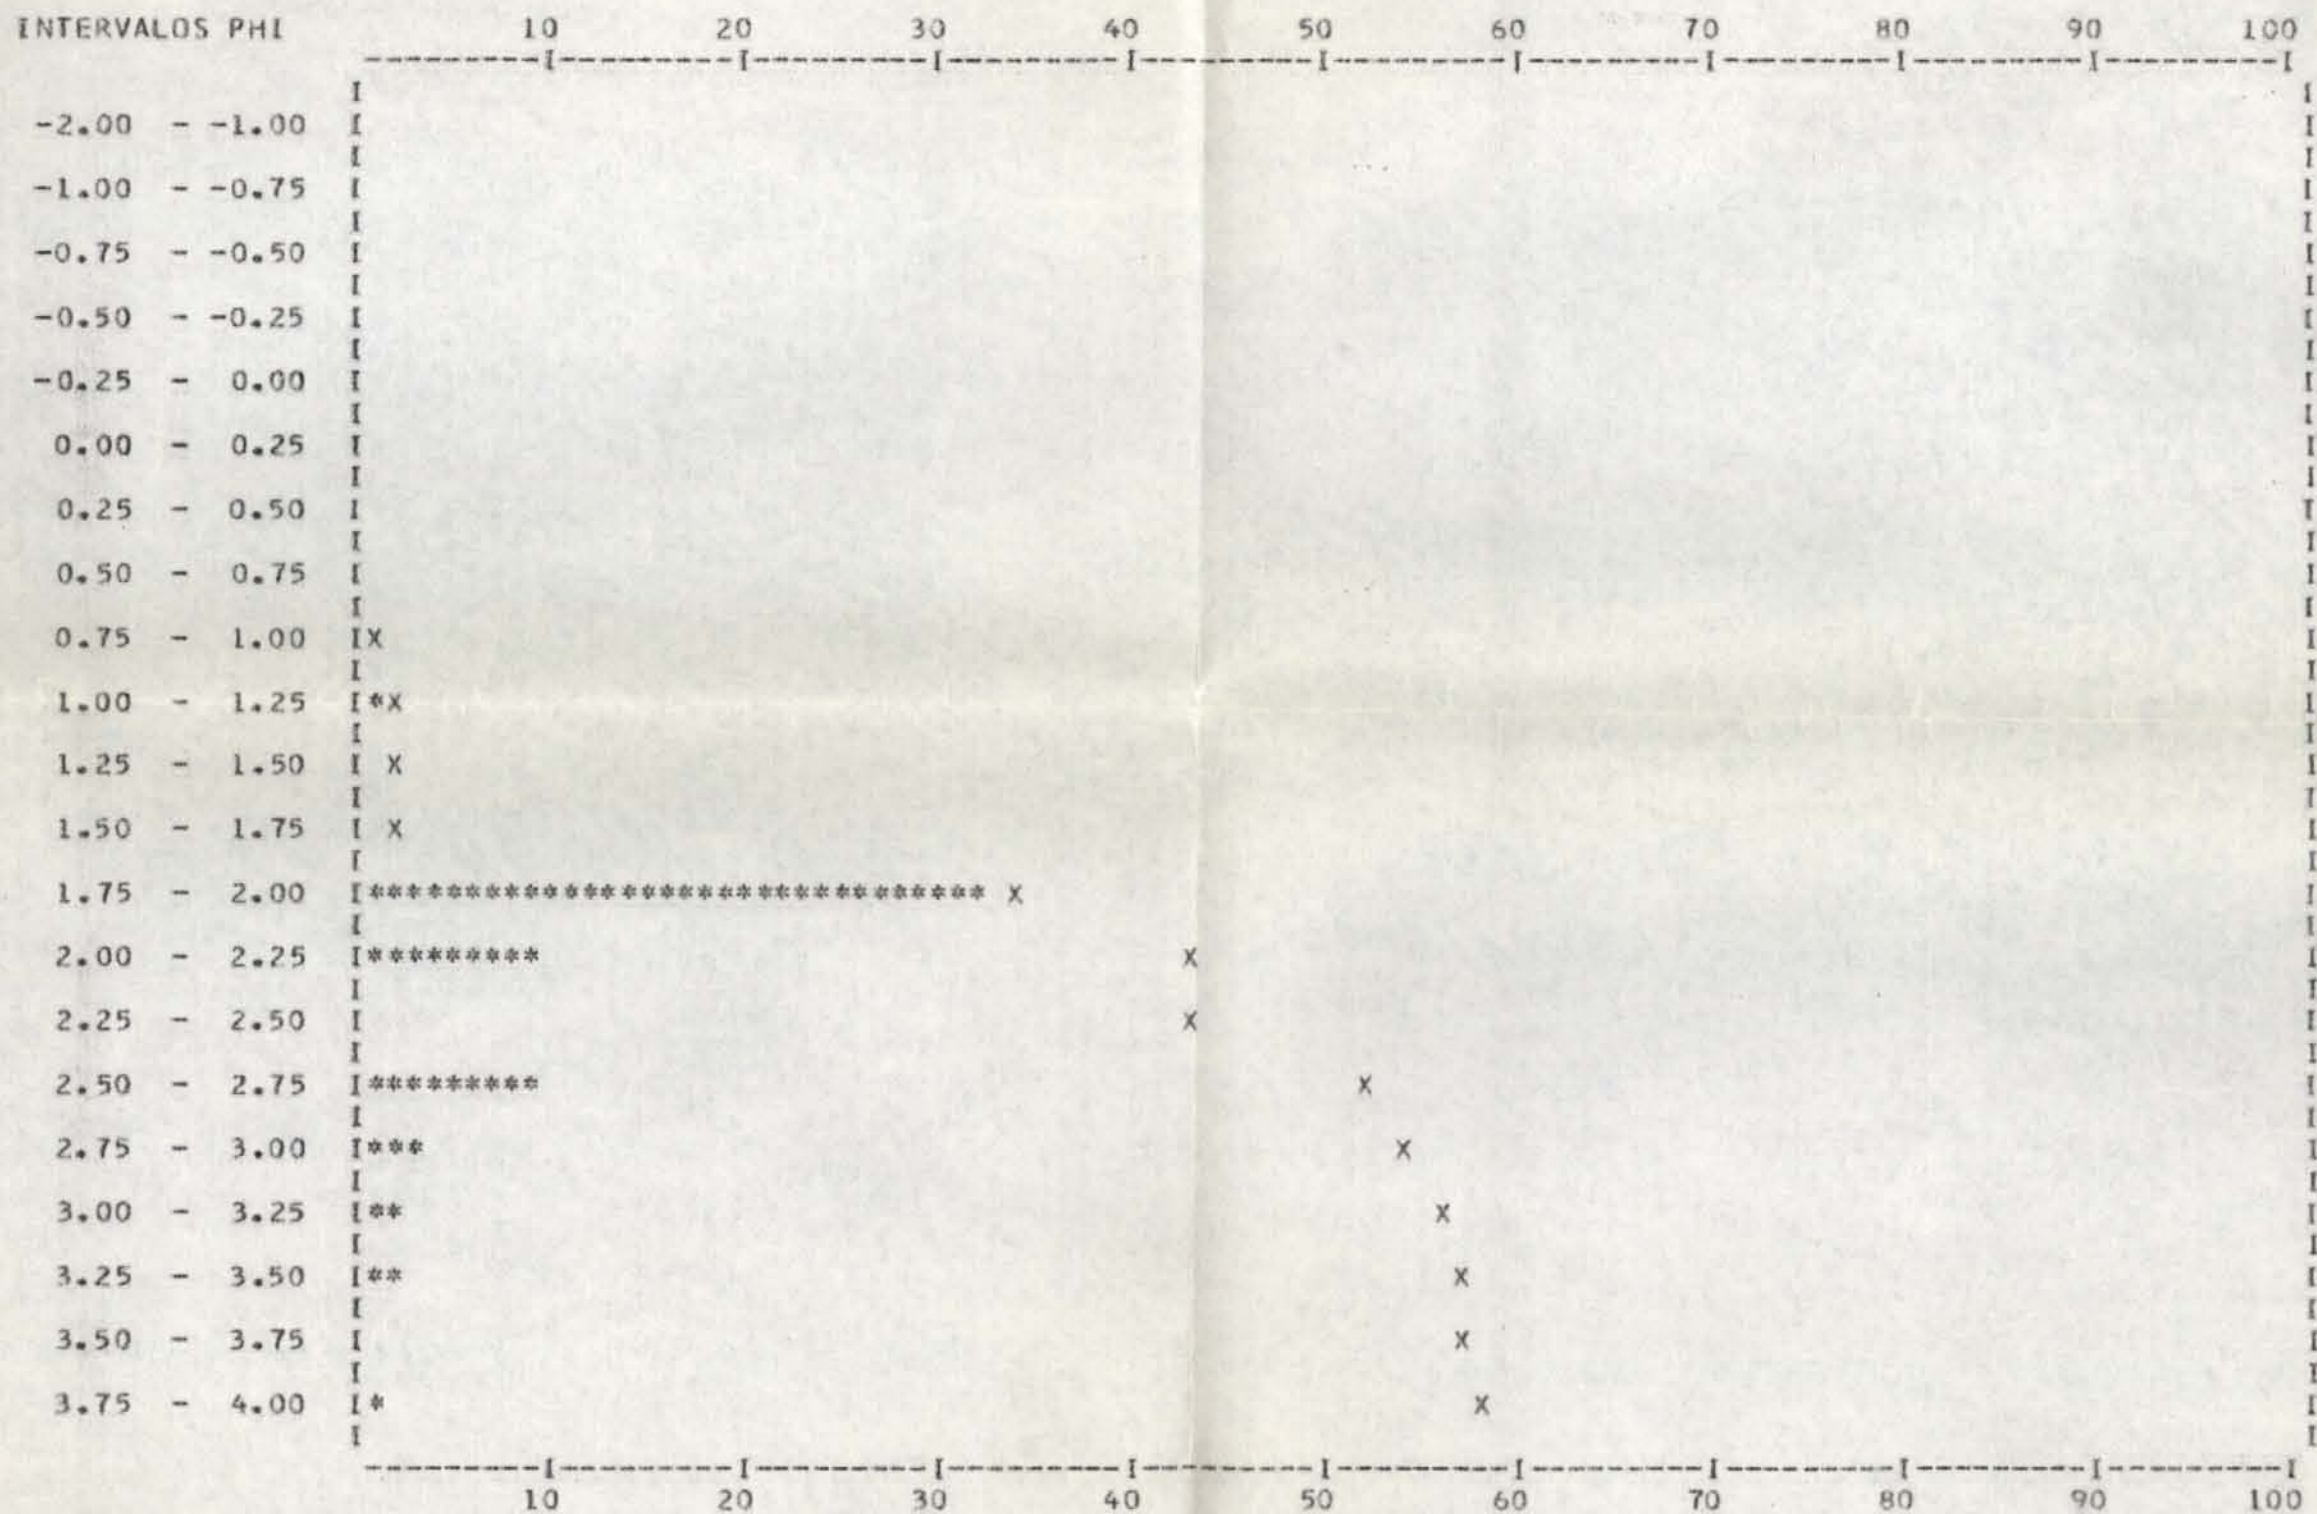 INTERVALOS PHI 10 20 30 40 50 60 70 80 90 100
---------I---------I---------I---------I---------I---------I---------I---------I---------I---------I
I I
-2.00 - -1.00 I I
I I
-1.00 - -0.75 I I
I I
-0.75 - -0.50 I I
I I
-0.50 - -0.25 I I
I I
-0.25 - 0.00 I I
I I
0.00 - 0.25 I I
I I
0.25 - 0.50 I I
I I
0.50 - 0.75 I I
I I
0.75 - 1.00 IX I
I I
1.00 - 1.25 I*X I
I I
1.25 - 1.50 I X I
I I
1.50 - 1.75 I X I
I I
1.75 - 2.00 I******************************** X I
I I
2.00 - 2.25 I********* X I
I I
2.25 - 2.50 I X I
I I
2.50 - 2.75 I********* X I
I I
2.75 - 3.00 I*** X I
I I
3.00 - 3.25 I** X I
I I
3.25 - 3.50 I** X I
I I
3.50 - 3.75 I X I
I I
3.75 - 4.00 I* X I
I I
---------I---------I---------I---------I---------I---------I---------I---------I---------I---------I
10 20 30 40 50 60 70 80 90 100